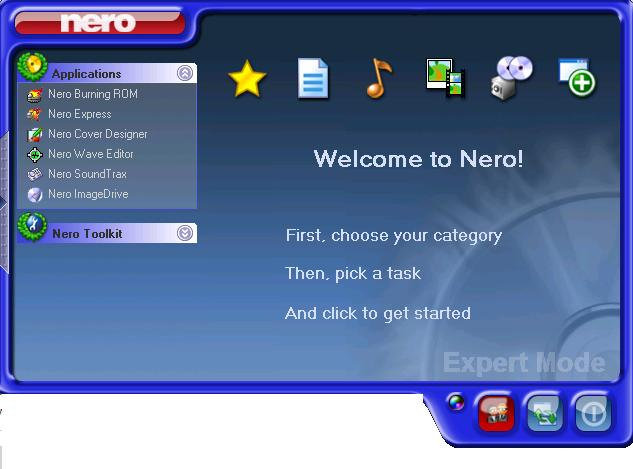 nero
Applications
Nero Burning ROM
Nero Express
Nero Cover Designer
Nero Wave Editor
Nero SoundTrax
Nero ImageDrive
Nero Toolkit
Welcome to Nero!
First, choose your category
Then, pick a task
And click to get started
Expert Mode